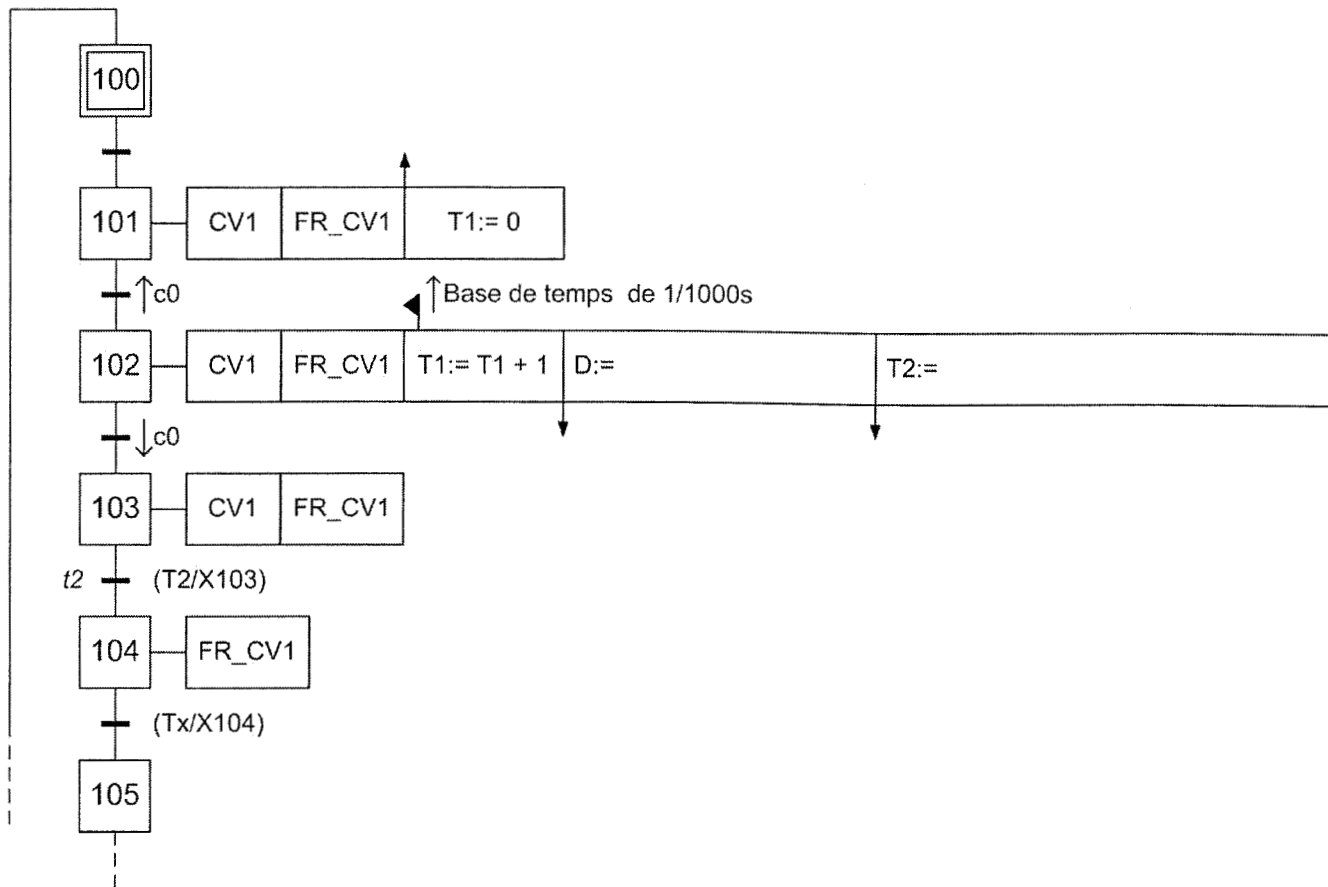 100
101 CV1 FR_CV1 T1:= 0
↑c0 ↑Base de temps de 1/1000s
102 CV1 FR_CV1 T1:= T1 + 1 D:= T2:=
↓c0
103 CV1 FR_CV1
t2 (T2/X103)
104 FR_CV1
(Tx/X104)
105